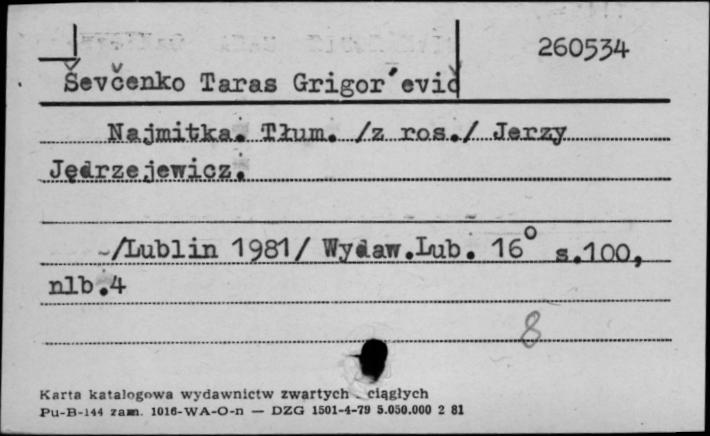 260534
Ševčenko Taras Grigor'evič
Najmitka. Tłum. /z ros./ Jerzy
Jędrzejewicz.
/Lublin 1981/ Wydaw.Lub. 16° s.100,
nlb.4
8
Karta katalogowa wydawnictw zwartych ciągłych
Pu-B-144 zam. 1016-WA-O-n — DZG 1501-4-79 5.050.000 2 81